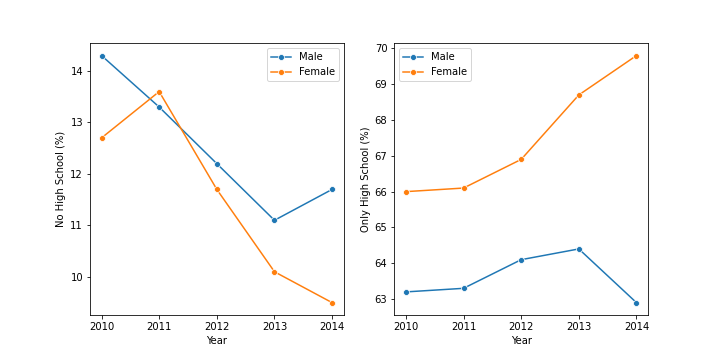 Male
Female
14
13
12
11
10
No High School (%)
2010 2011 2012 2013 2014
Year
Male
Female
70
69
68
67
66
65
64
63
Only High School (%)
2010 2011 2012 2013 2014
Year